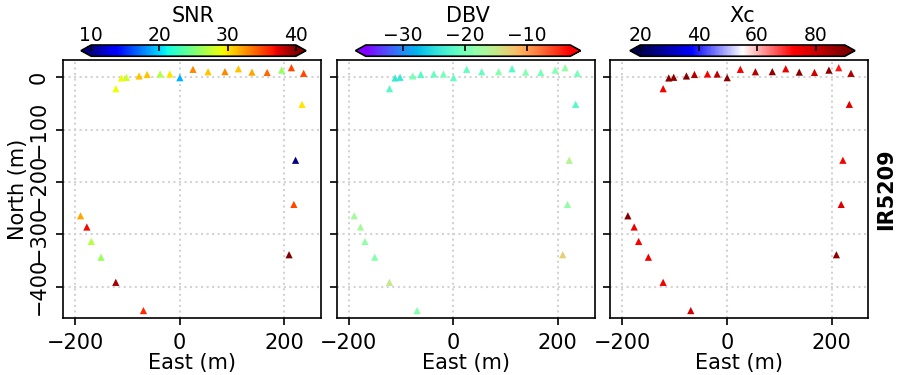 SNR DBV Xc
10 20 30 40 −30 −20 −10 20 40 60 80
North (m)
0
−100
−200
−300
−400
IR5209
−200 0 200 −200 0 200 −200 0 200
East (m) East (m) East (m)